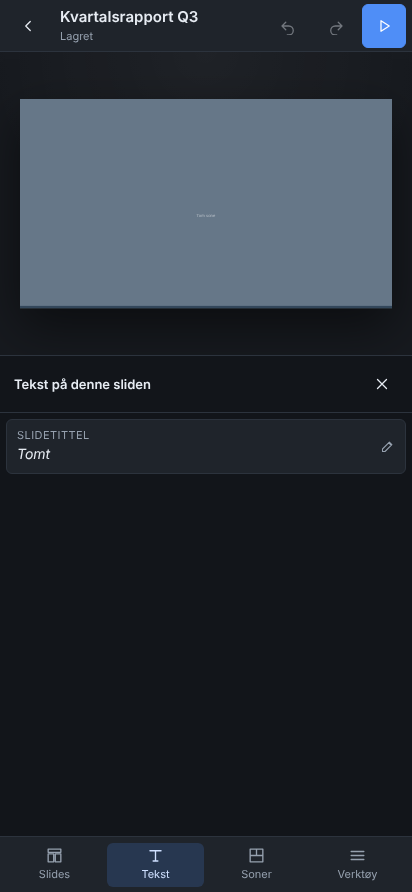 Kvartalsrapport Q3
Lagret
Tekst på denne sliden
SLIDETITTEL
Tomt
Slides
Tekst
Soner
Verktøy